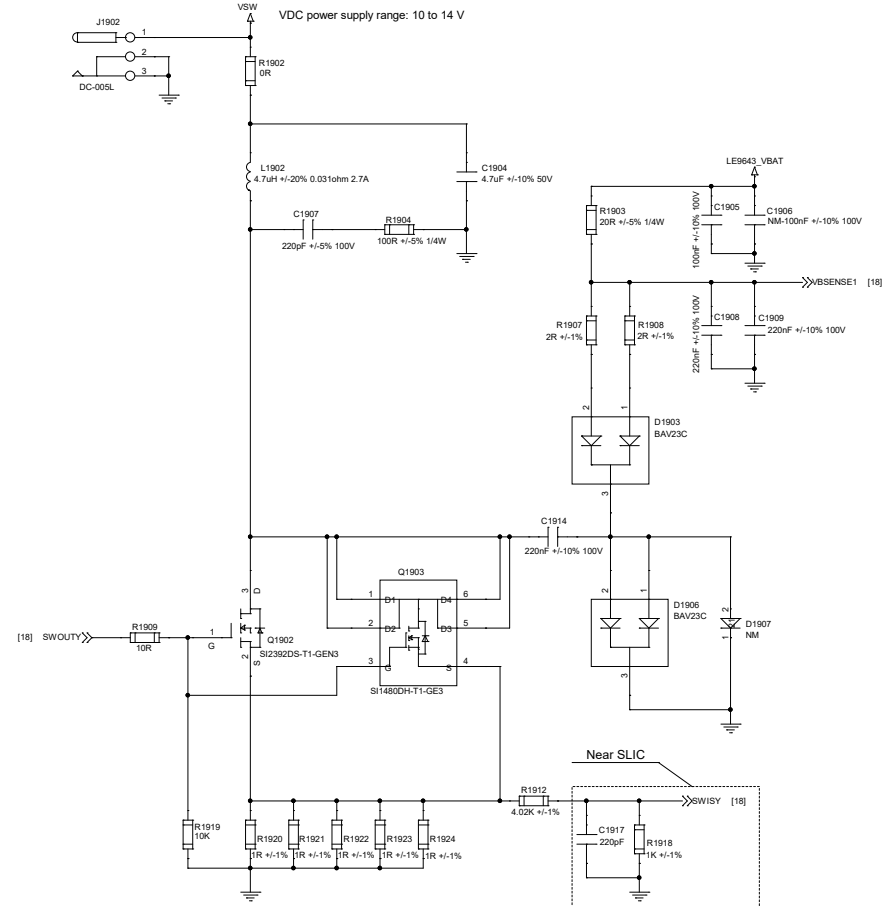 VSW
VDC power supply range: 10 to 14 V
J1902
1
2
3
DC-005L
R1902
0R
L1902
4.7uH +/-20% 0.031ohm 2.7A
C1904
4.7uF +/-10% 50V
C1907
220pF +/-5% 100V
R1904
100R +/-5% 1/4W
LE9643_VBAT
R1903
20R +/-5% 1/4W
C1905
100nF +/-10% 100V
C1906
NM-100nF +/-10% 100V
VBSENSE1 [18]
R1907
2R +/-1%
R1908
2R +/-1%
C1908
220nF +/-10% 100V
C1909
220nF +/-10% 100V
2
1
D1903
BAV23C
3
C1914
220nF +/-10% 100V
Q1903
1
D1
D4
6
2
D2
D3
5
3
G
S
4
SI1480DH-T1-GE3
3
D
[18] SWOUTY
R1909
10R
1
G
Q1902
SI2392DS-T1-GEN3
2
S
2
1
D1906
BAV23C
3
2
D1907
NM
1
Near SLIC
R1912
4.02K +/-1%
SWISY [18]
C1917
220pF
R1918
1K +/-1%
R1919
10K
R1920
1R +/-1%
R1921
1R +/-1%
R1922
1R +/-1%
R1923
1R +/-1%
R1924
1R +/-1%